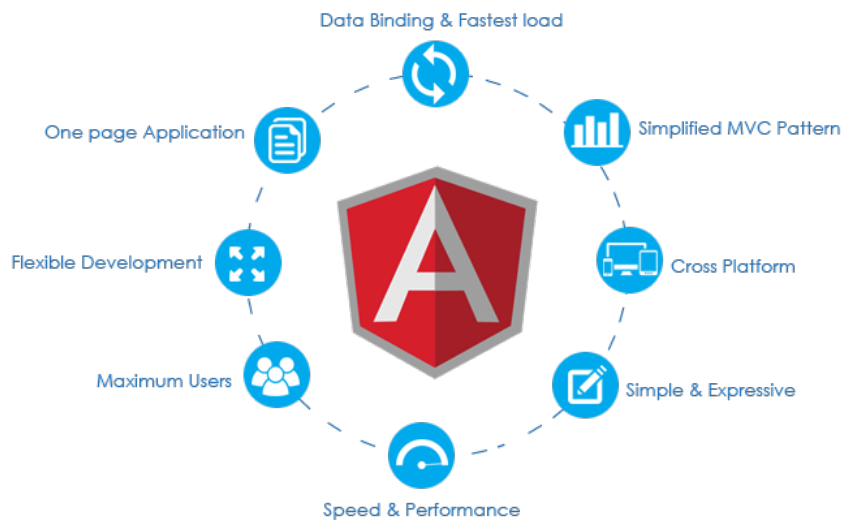 Data Binding & Fastest load
One page Application
Simplified MVC Pattern
Flexible Development
Cross Platform
Maximum Users
Simple & Expressive
Speed & Performance
A